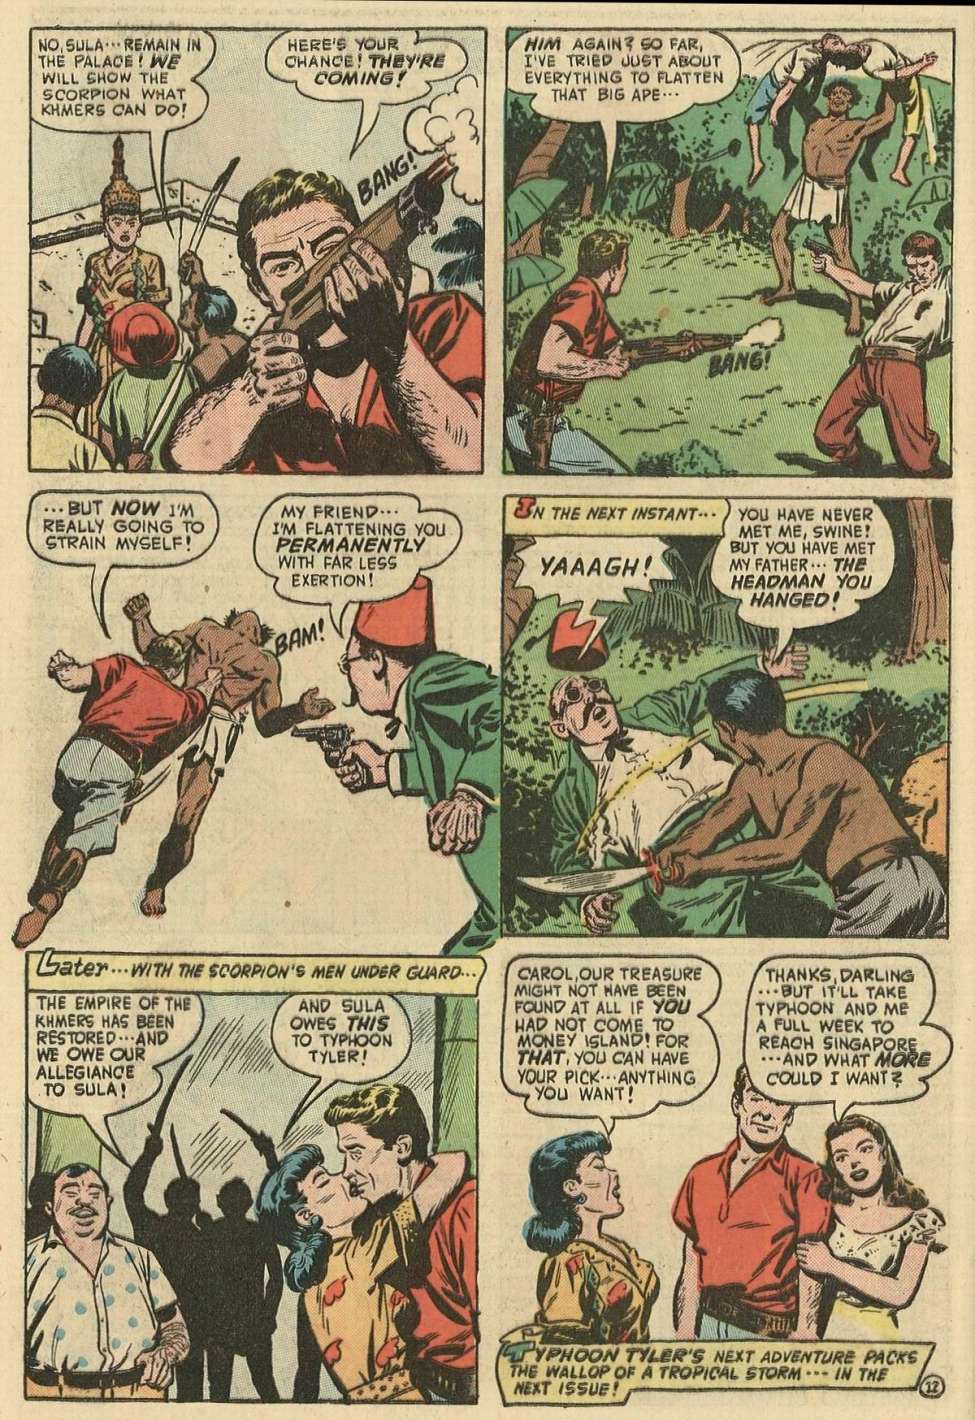 NO, SULA... REMAIN IN
THE PALACE! WE
WILL SHOW THE
SCORPION WHAT
KHMERS CAN DO!
HERE'S YOUR
CHANCE! THEY'RE
COMING!
BANG!
HIM AGAIN? SO FAR,
I'VE TRIED JUST ABOUT
EVERYTHING TO FLATTEN
THAT BIG APE...
BANG!
...BUT NOW I'M
REALLY GOING TO
STRAIN MYSELF!
MY FRIEND...
I'M FLATTENING YOU
PERMANENTLY
WITH FAR LESS
EXERTION!
BAM!
IN THE NEXT INSTANT...
YAAAGH!
YOU HAVE NEVER
MET ME, SWINE!
BUT YOU HAVE MET
MY FATHER... THE
HEADMAN YOU
HANGED!
Later...WITH THE SCORPION'S MEN UNDER GUARD...
THE EMPIRE OF THE
KHMERS HAS BEEN
RESTORED...AND
WE OWE OUR
ALLEGIANCE
TO SULA!
AND SULA
OWES THIS
TO TYPHOON
TYLER!
CAROL, OUR TREASURE
MIGHT NOT HAVE BEEN
FOUND AT ALL IF YOU
HAD NOT COME TO
MONEY ISLAND! FOR
THAT, YOU CAN HAVE
YOUR PICK...ANYTHING
YOU WANT!
THANKS, DARLING
...BUT IT'LL TAKE
TYPHOON AND ME
A FULL WEEK TO
REACH SINGAPORE
...AND WHAT MORE
COULD I WANT?
TYPHOON TYLER'S NEXT ADVENTURE PACKS
THE WALLOP OF A TROPICAL STORM... IN THE
NEXT ISSUE!
12